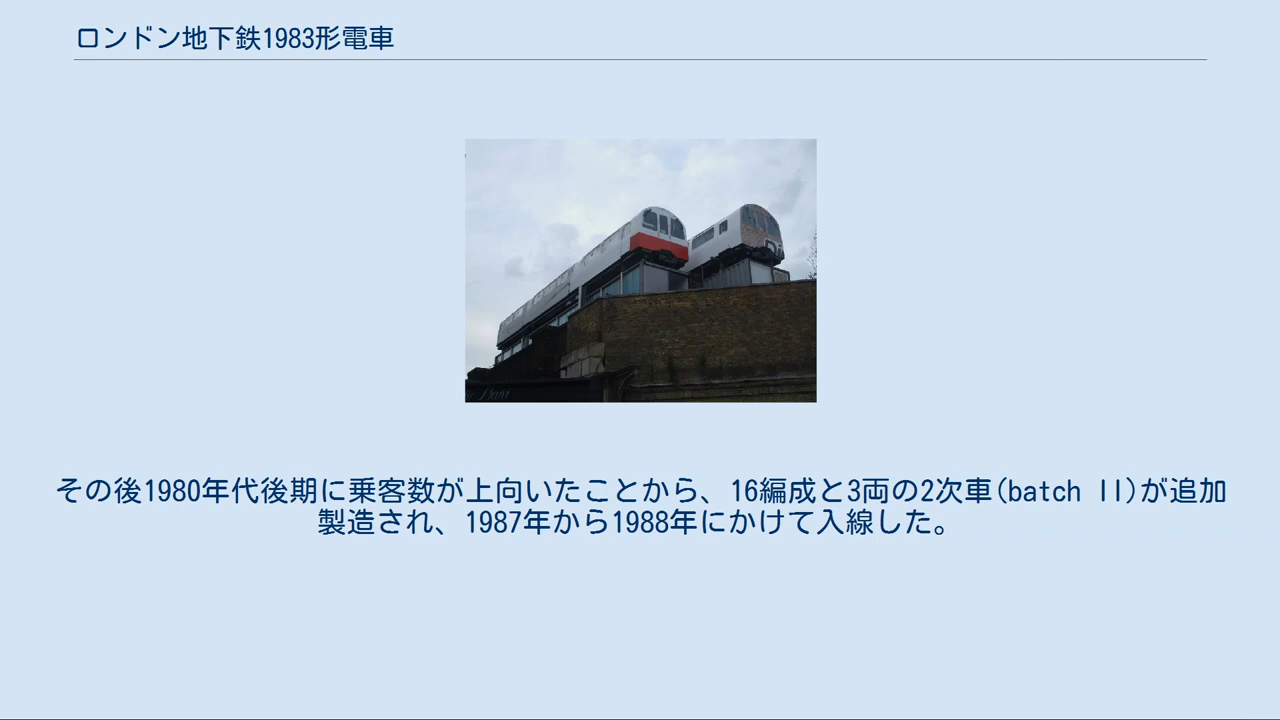 ロンドン地下鉄1983形電車
その後1980年代後期に乗客数が上向いたことから、16編成と3両の2次車(batch II)が追加
製造され、1987年から1988年にかけて入線した。